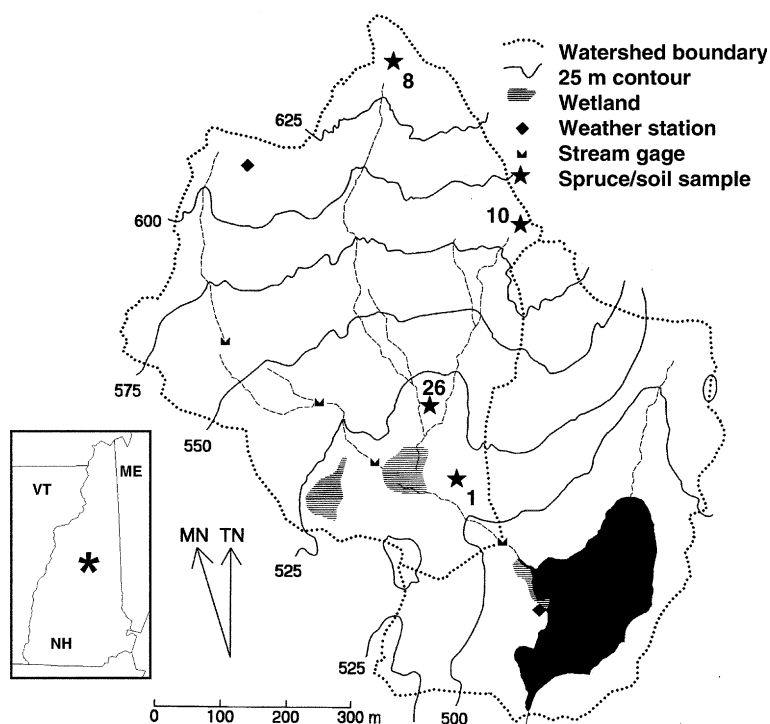 8
Watershed boundary
25 m contour
Wetland
Weather station
Stream gage
Spruce/soil sample
625
600
10
575
550
26
1
525
VT
ME
NH
MN TN
525
500
0 100 200 300 m